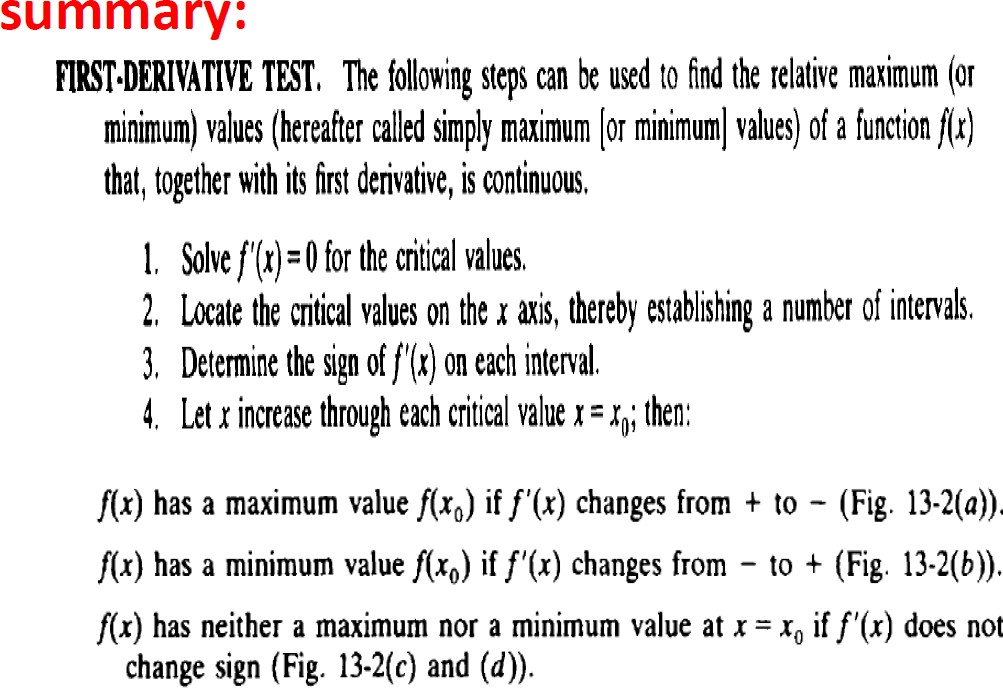 summary:
FIRST-DERIVATIVE TEST. The following steps can be used to find the relative maximum (or
minimum) values (hereafter called simply maximum [or minimum] values) of a function f(x)
that, together with its first derivative, is continuous.
1. Solve f'(x) = 0 for the critical values.
2. Locate the critical values on the x axis, thereby establishing a number of intervals.
3. Determine the sign of f'(x) on each interval.
4. Let x increase through each critical value x = x₀; then:
f(x) has a maximum value f(x₀) if f'(x) changes from + to − (Fig. 13-2(a)).
f(x) has a minimum value f(x₀) if f'(x) changes from − to + (Fig. 13-2(b)).
f(x) has neither a maximum nor a minimum value at x = x₀ if f'(x) does not
change sign (Fig. 13-2(c) and (d)).